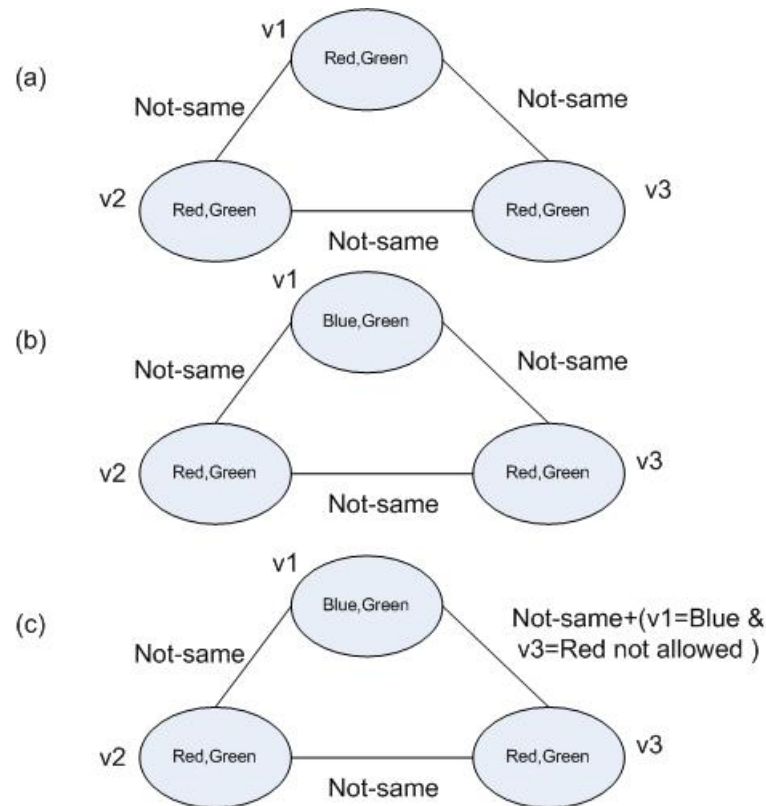 v1
Red,Green
(a)
Not-same
Not-same
v2
Red,Green
Red,Green
v3
Not-same
v1
Blue,Green
(b)
Not-same
Not-same
v2
Red,Green
Red,Green
v3
Not-same
v1
Blue,Green
(c)
Not-same+(v1=Blue &
v3=Red not allowed )
Not-same
v2
Red,Green
Red,Green
v3
Not-same